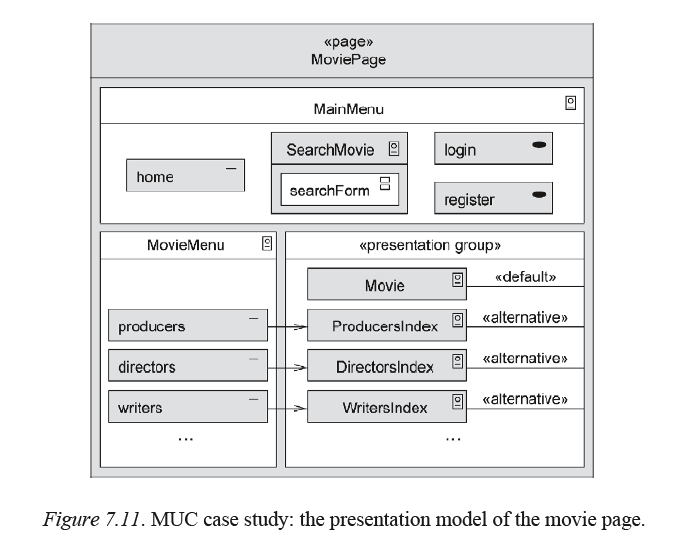 «page»
MoviePage
MainMenu
home
SearchMovie
searchForm
login
register
MovieMenu
«presentation group»
Movie
«default»
producers
ProducersIndex
«alternative»
directors
DirectorsIndex
«alternative»
writers
WritersIndex
«alternative»
...
...
Figure 7.11. MUC case study: the presentation model of the movie page.